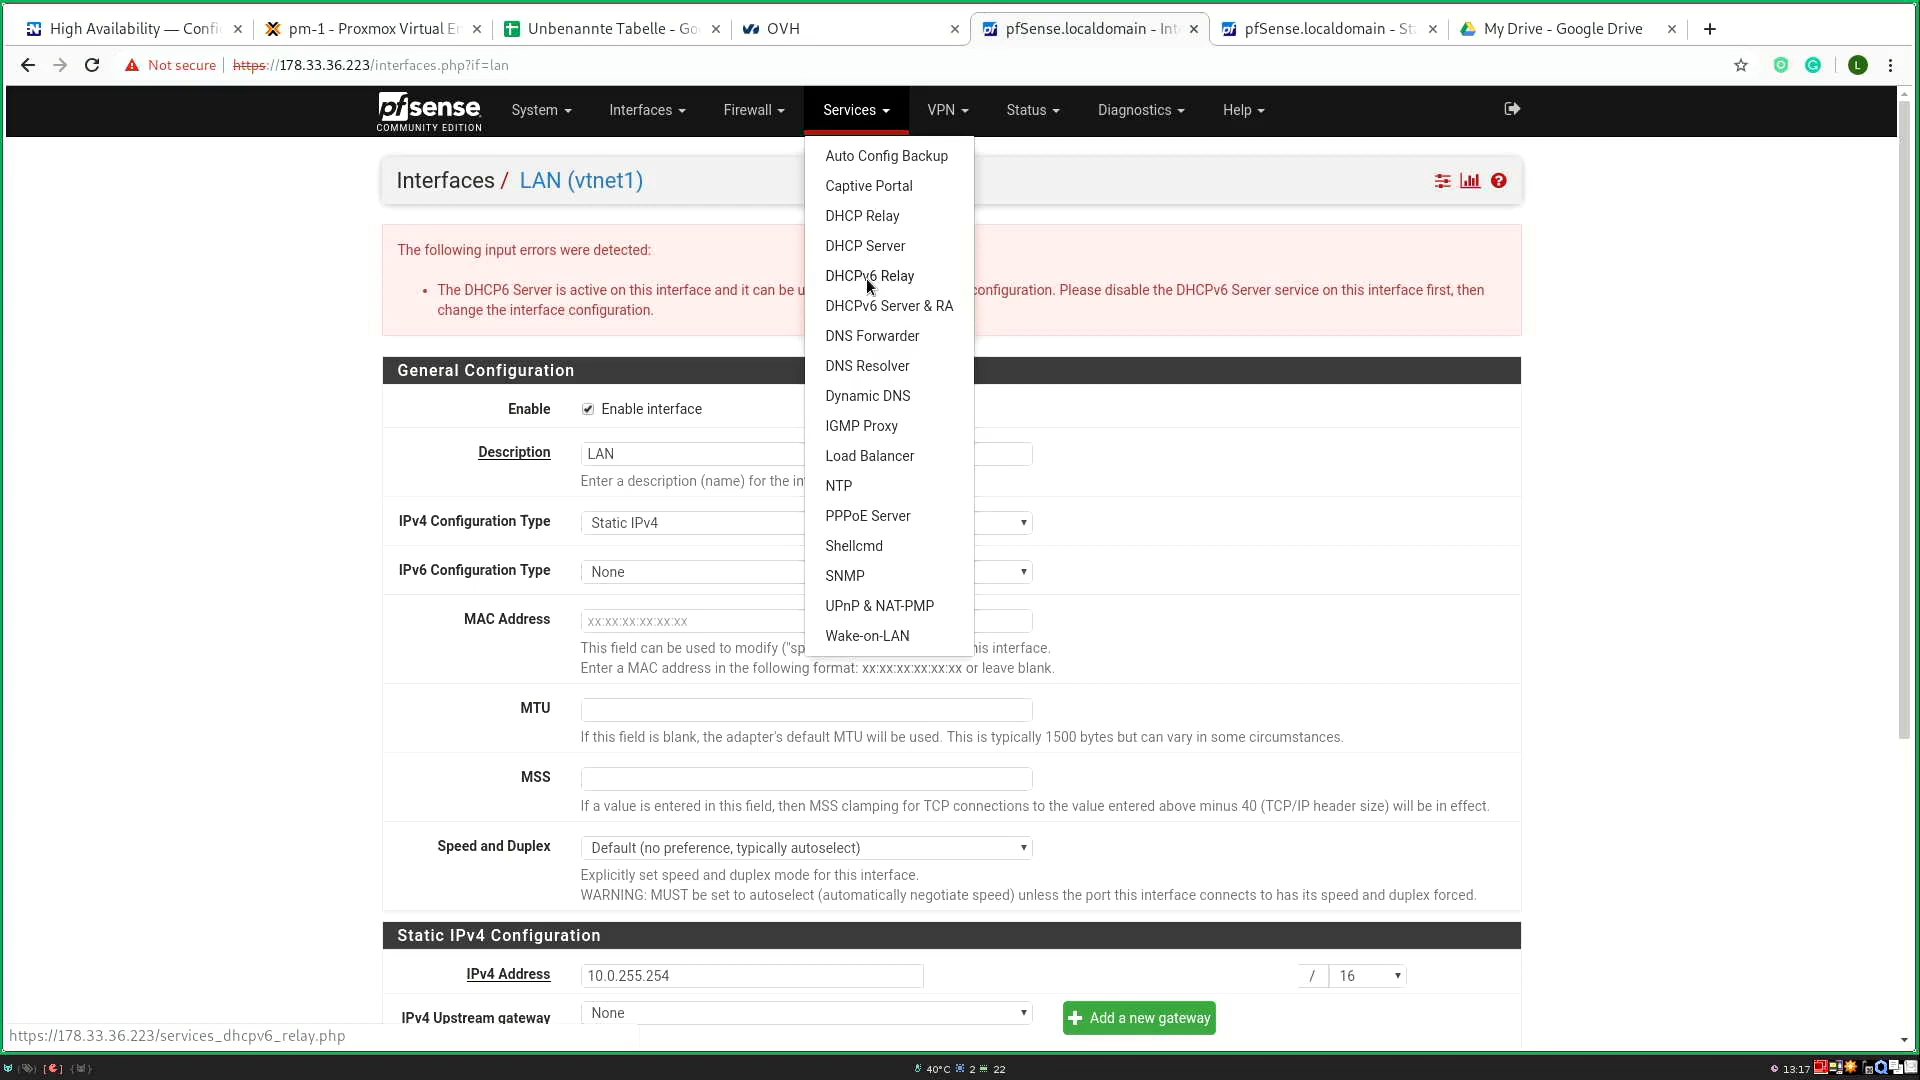 High Availability — Confi
pm-1 - Proxmox Virtual E
Unbenannte Tabelle - Go
OVH
pfSense.localdomain - Int
pfSense.localdomain - St
My Drive - Google Drive
Not secure
https://178.33.36.223/interfaces.php?if=lan
L
pfsense
COMMUNITY EDITION
System
Interfaces
Firewall
Services
VPN
Status
Diagnostics
Help
Auto Config Backup
Captive Portal
DHCP Relay
DHCP Server
DHCPv6 Relay
DHCPv6 Server & RA
DNS Forwarder
DNS Resolver
Dynamic DNS
IGMP Proxy
Load Balancer
NTP
PPPoE Server
Shellcmd
SNMP
UPnP & NAT-PMP
Wake-on-LAN
Interfaces / LAN (vtnet1)
The following input errors were detected:
• The DHCP6 Server is active on this interface and it can be u configuration. Please disable the DHCPv6 Server service on this interface first, then
change the interface configuration.
General Configuration
Enable
Enable interface
Description
LAN
Enter a description (name) for the in
IPv4 Configuration Type
Static IPv4
IPv6 Configuration Type
None
MAC Address
xx:xx:xx:xx:xx:xx
This field can be used to modify ("sp his interface.
Enter a MAC address in the following format: xx:xx:xx:xx:xx:xx or leave blank.
MTU
If this field is blank, the adapter's default MTU will be used. This is typically 1500 bytes but can vary in some circumstances.
MSS
If a value is entered in this field, then MSS clamping for TCP connections to the value entered above minus 40 (TCP/IP header size) will be in effect.
Speed and Duplex
Default (no preference, typically autoselect)
Explicitly set speed and duplex mode for this interface.
WARNING: MUST be set to autoselect (automatically negotiate speed) unless the port this interface connects to has its speed and duplex forced.
Static IPv4 Configuration
IPv4 Address
10.0.255.254
/ 16
IPv4 Upstream gateway
None
Add a new gateway
https://178.33.36.223/services_dhcpv6_relay.php
40°C 2 22
13:17